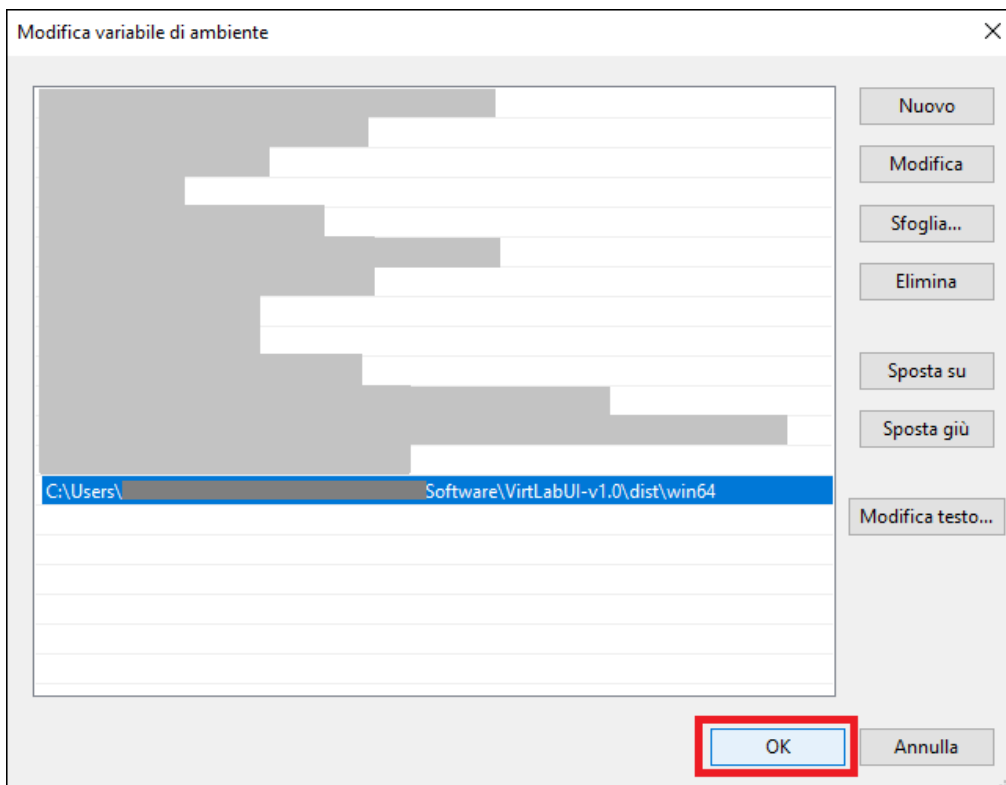 Modifica variabile di ambiente
Nuovo
Modifica
Sfoglia...
Elimina
Sposta su
Sposta giù
C:\Users\
Software\VirtLabUI-v1.0\dist\win64
Modifica testo...
OK
Annulla